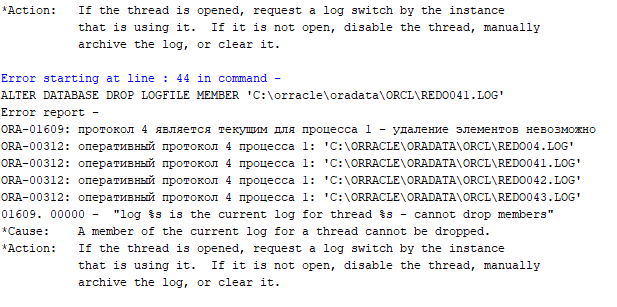 *Action:   If the thread is opened, request a log switch by the instance
           that is using it.  If it is not open, disable the thread, manually
           archive the log, or clear it.

Error starting at line : 44 in command -
ALTER DATABASE DROP LOGFILE MEMBER 'C:\orracle\oradata\ORCL\REDO041.LOG'
Error report -
ORA-01609: протокол 4 является текущим для процесса 1 - удаление элементов невозможно
ORA-00312: оперативный протокол 4 процесса 1: 'C:\ORRACLE\ORADATA\ORCL\REDO04.LOG'
ORA-00312: оперативный протокол 4 процесса 1: 'C:\ORRACLE\ORADATA\ORCL\REDO041.LOG'
ORA-00312: оперативный протокол 4 процесса 1: 'C:\ORRACLE\ORADATA\ORCL\REDO042.LOG'
ORA-00312: оперативный протокол 4 процесса 1: 'C:\ORRACLE\ORADATA\ORCL\REDO043.LOG'
01609. 00000 -  "log %s is the current log for thread %s - cannot drop members"
*Cause:    A member of the current log for a thread cannot be dropped.
*Action:   If the thread is opened, request a log switch by the instance
           that is using it.  If it is not open, disable the thread, manually
           archive the log, or clear it.